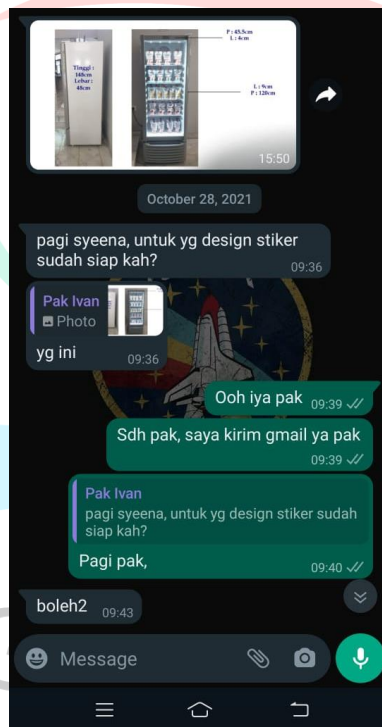 Tinggi :
148cm
Lebar :
48cm
P : 45.5cm
L : 4cm
L : 9cm
P : 120cm
15:50
October 28, 2021
pagi syeena, untuk yg design stiker
sudah siap kah?
09:36
Pak Ivan
Photo
yg ini
09:36
Ooh iya pak
09:39
Sdh pak, saya kirim gmail ya pak
09:39
Pak Ivan
pagi syeena, untuk yg design stiker sudah
siap kah?
Pagi pak,
09:40
boleh2
09:43
Message